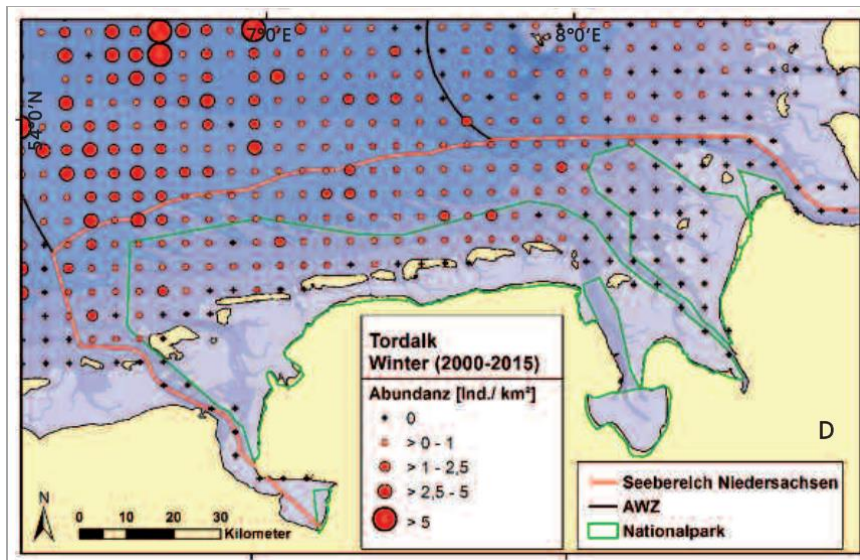 7°0´E
8°0´E
54°0´N
Tordalk
Winter (2000-2015)
Abundanz [Ind./ km²]
0
> 0 - 1
> 1 - 2,5
> 2,5 - 5
> 5
D
N
0 5 10 20 30
Kilometer
Seebereich Niedersachsen
AWZ
Nationalpark